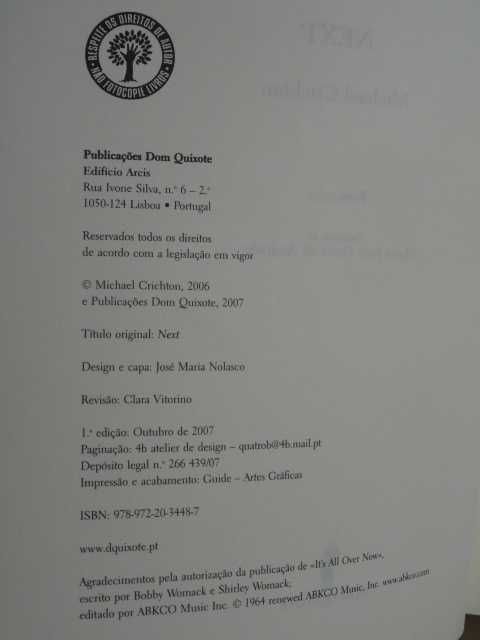 RESPEITE OS DIREITOS DE AUTOR
NÃO FOTOCOPIE LIVROS
NEXT
Michael Crichton
Publicações Dom Quixote
Edifício Arcis
Rua Ivone Silva, n.º 6 – 2.º
1050-124 Lisboa • Portugal
Reservados todos os direitos
de acordo com a legislação em vigor
© Michael Crichton, 2006
e Publicações Dom Quixote, 2007
Título original: Next
Design e capa: José Maria Nolasco
Revisão: Clara Vitorino
1.ª edição: Outubro de 2007
Paginação: 4b atelier de design – quatrob@4b.mail.pt
Depósito legal n.º 266 439/07
Impressão e acabamento: Guide – Artes Gráficas
ISBN: 978-972-20-3448-7
www.dquixote.pt
Agradecimentos pela autorização da publicação de «It's All Over Now»,
escrito por Bobby Womack e Shirley Womack;
editado por ABKCO Music Inc. © 1964 renewed ABKCO Music, Inc. www.abkco.com